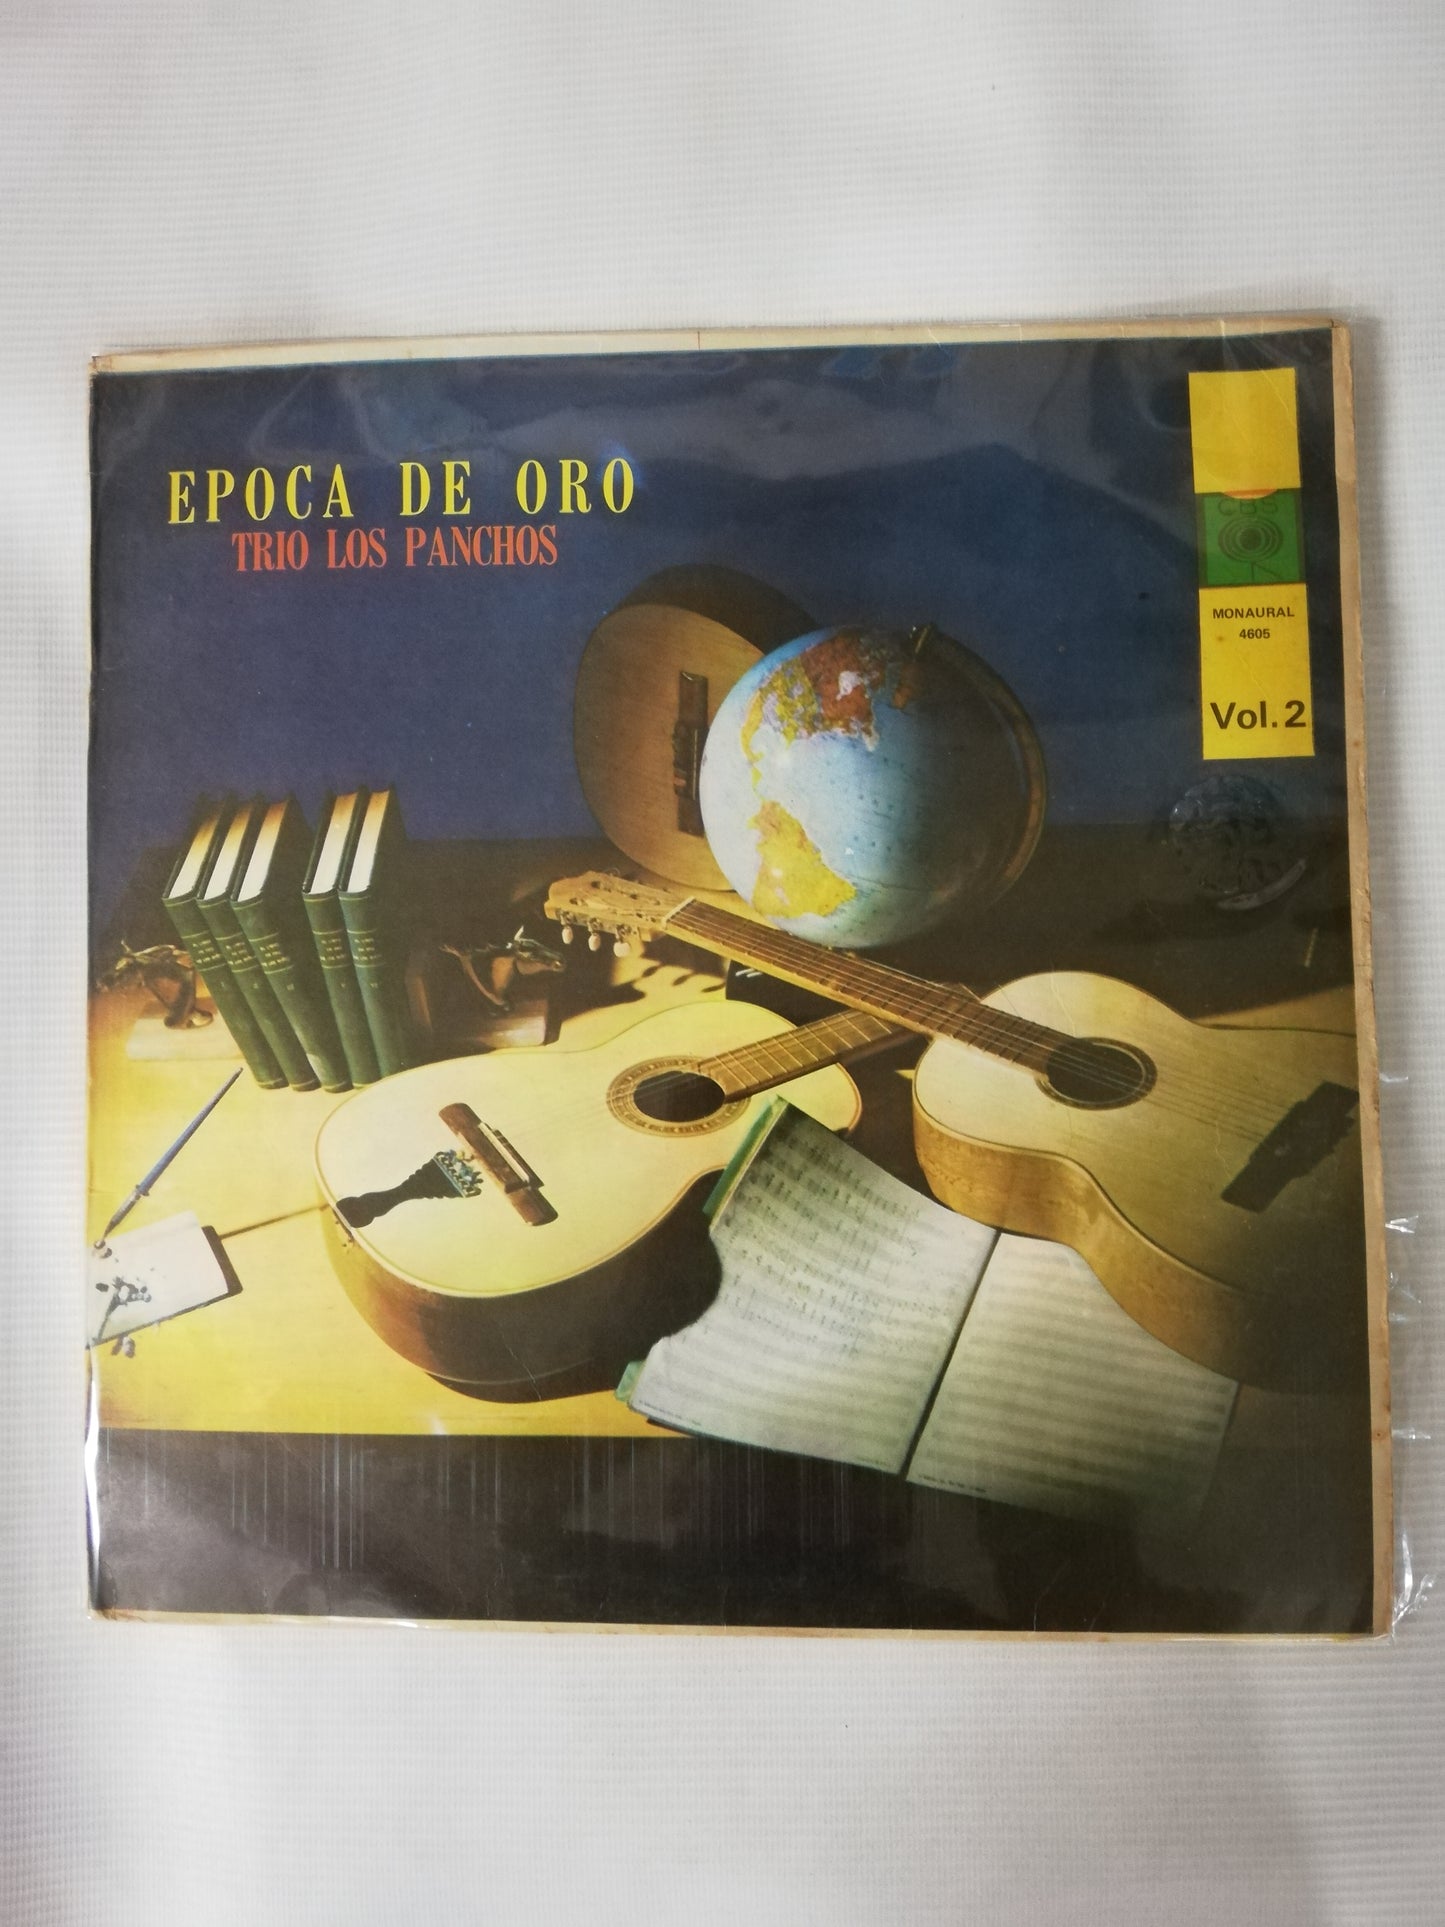 EPOCA DE ORO
TRIO LOS PANCHOS
CBS
MONAURAL
4605
Vol. 2